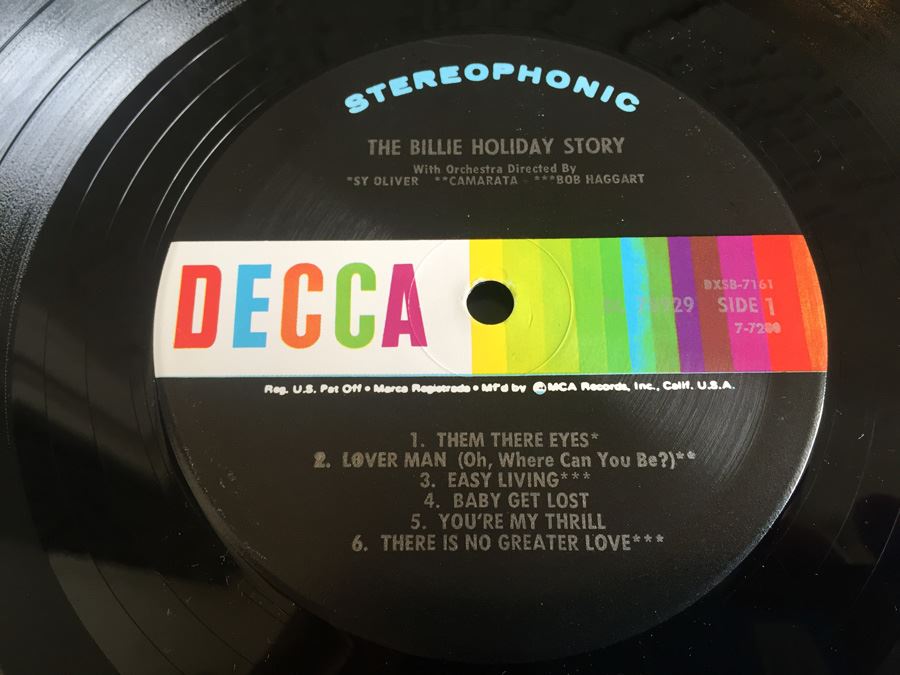 STEREOPHONIC
THE BILLIE HOLIDAY STORY
With Orchestra Directed By
*SY OLIVER **CAMARATA ***BOB HAGGART
DECCA
DXSB-7161
SIDE 1
Reg. U.S. Pat Off • Marca Registrada • Mf'd by MCA Records, Inc., Calif. U.S.A.
1. THEM THERE EYES*
2. LOVER MAN (Oh, Where Can You Be?)**
3. EASY LIVING***
4. BABY GET LOST
5. YOU'RE MY THRILL
6. THERE IS NO GREATER LOVE***